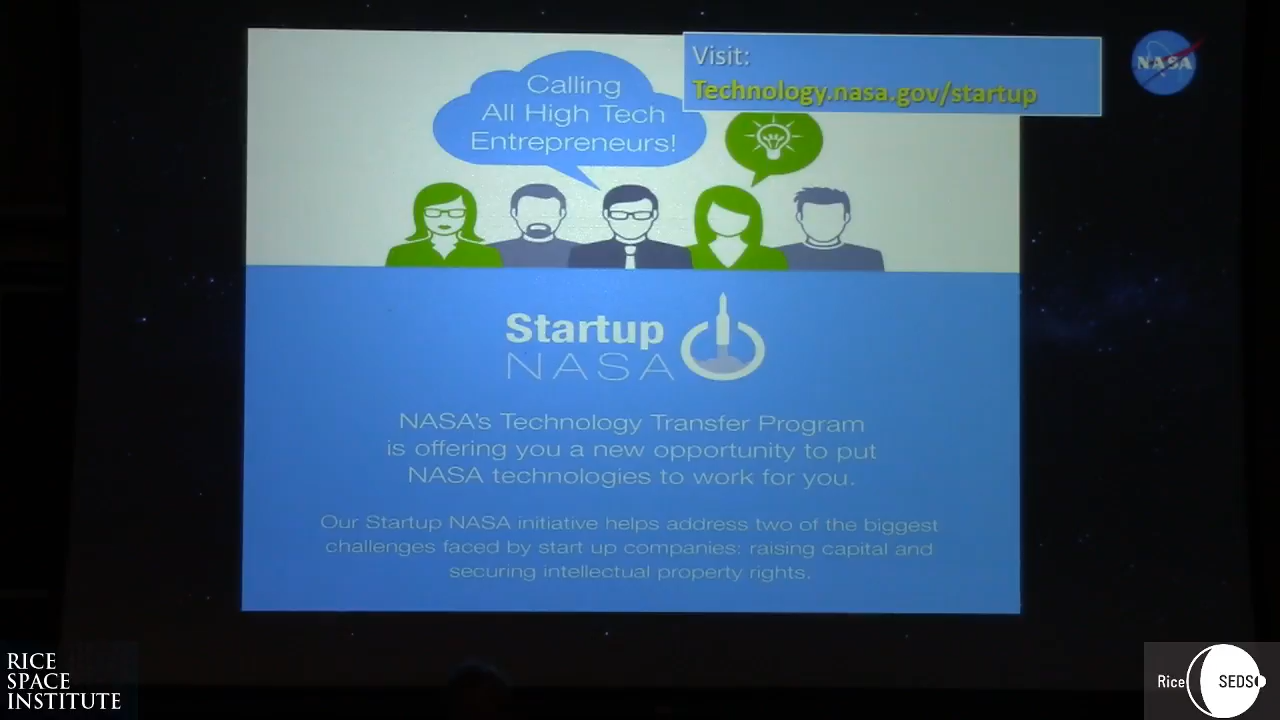 Visit:
Technology.nasa.gov/startup
NASA
Calling
All High Tech
Entrepreneurs!
Startup
NASA
NASA's Technology Transfer Program
is offering you a new opportunity to put
NASA technologies to work for you.
Our Startup NASA initiative helps address two of the biggest
challenges faced by start up companies: raising capital and
securing intellectual property rights.
RICE
SPACE
INSTITUTE
Rice SEDS